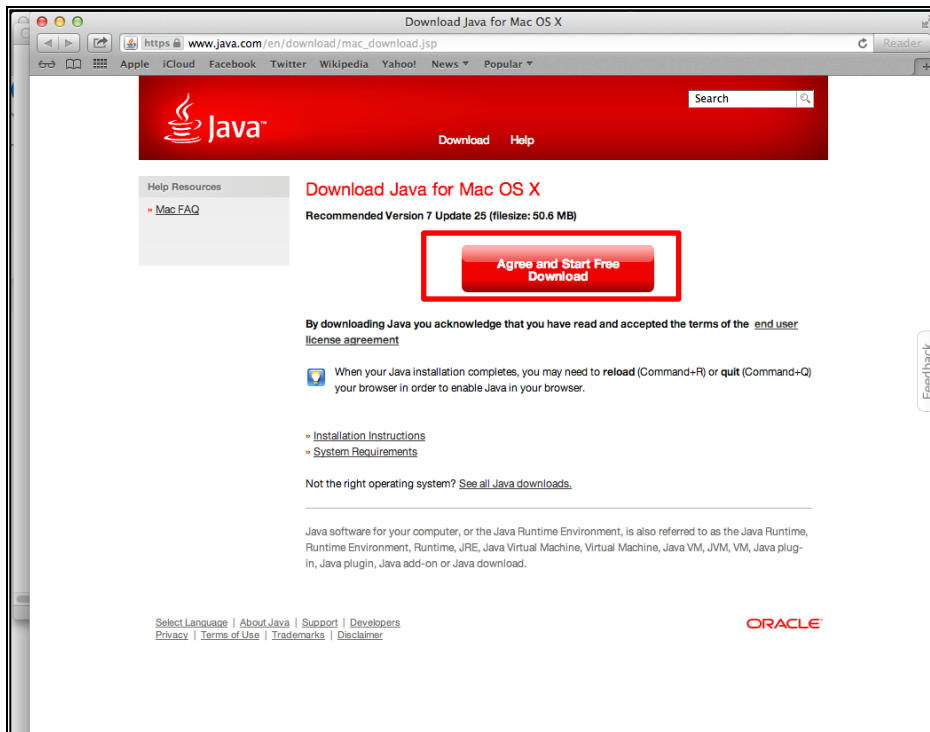 Download Java for Mac OS X
https www.java.com/en/download/mac_download.jsp
Reader
Apple iCloud Facebook Twitter Wikipedia Yahoo! News Popular
Java™
Search
Download Help
Help Resources
» Mac FAQ
Download Java for Mac OS X
Recommended Version 7 Update 25 (filesize: 50.6 MB)
Agree and Start Free
Download
By downloading Java you acknowledge that you have read and accepted the terms of the end user
license agreement
When your Java installation completes, you may need to reload (Command+R) or quit (Command+Q)
your browser in order to enable Java in your browser.
» Installation Instructions
» System Requirements
Not the right operating system? See all Java downloads.
Java software for your computer, or the Java Runtime Environment, is also referred to as the Java Runtime,
Runtime Environment, Runtime, JRE, Java Virtual Machine, Virtual Machine, Java VM, JVM, VM, Java plug-
in, Java plugin, Java add-on or Java download.
Select Language | About Java | Support | Developers
Privacy | Terms of Use | Trademarks | Disclaimer
ORACLE
Feedback